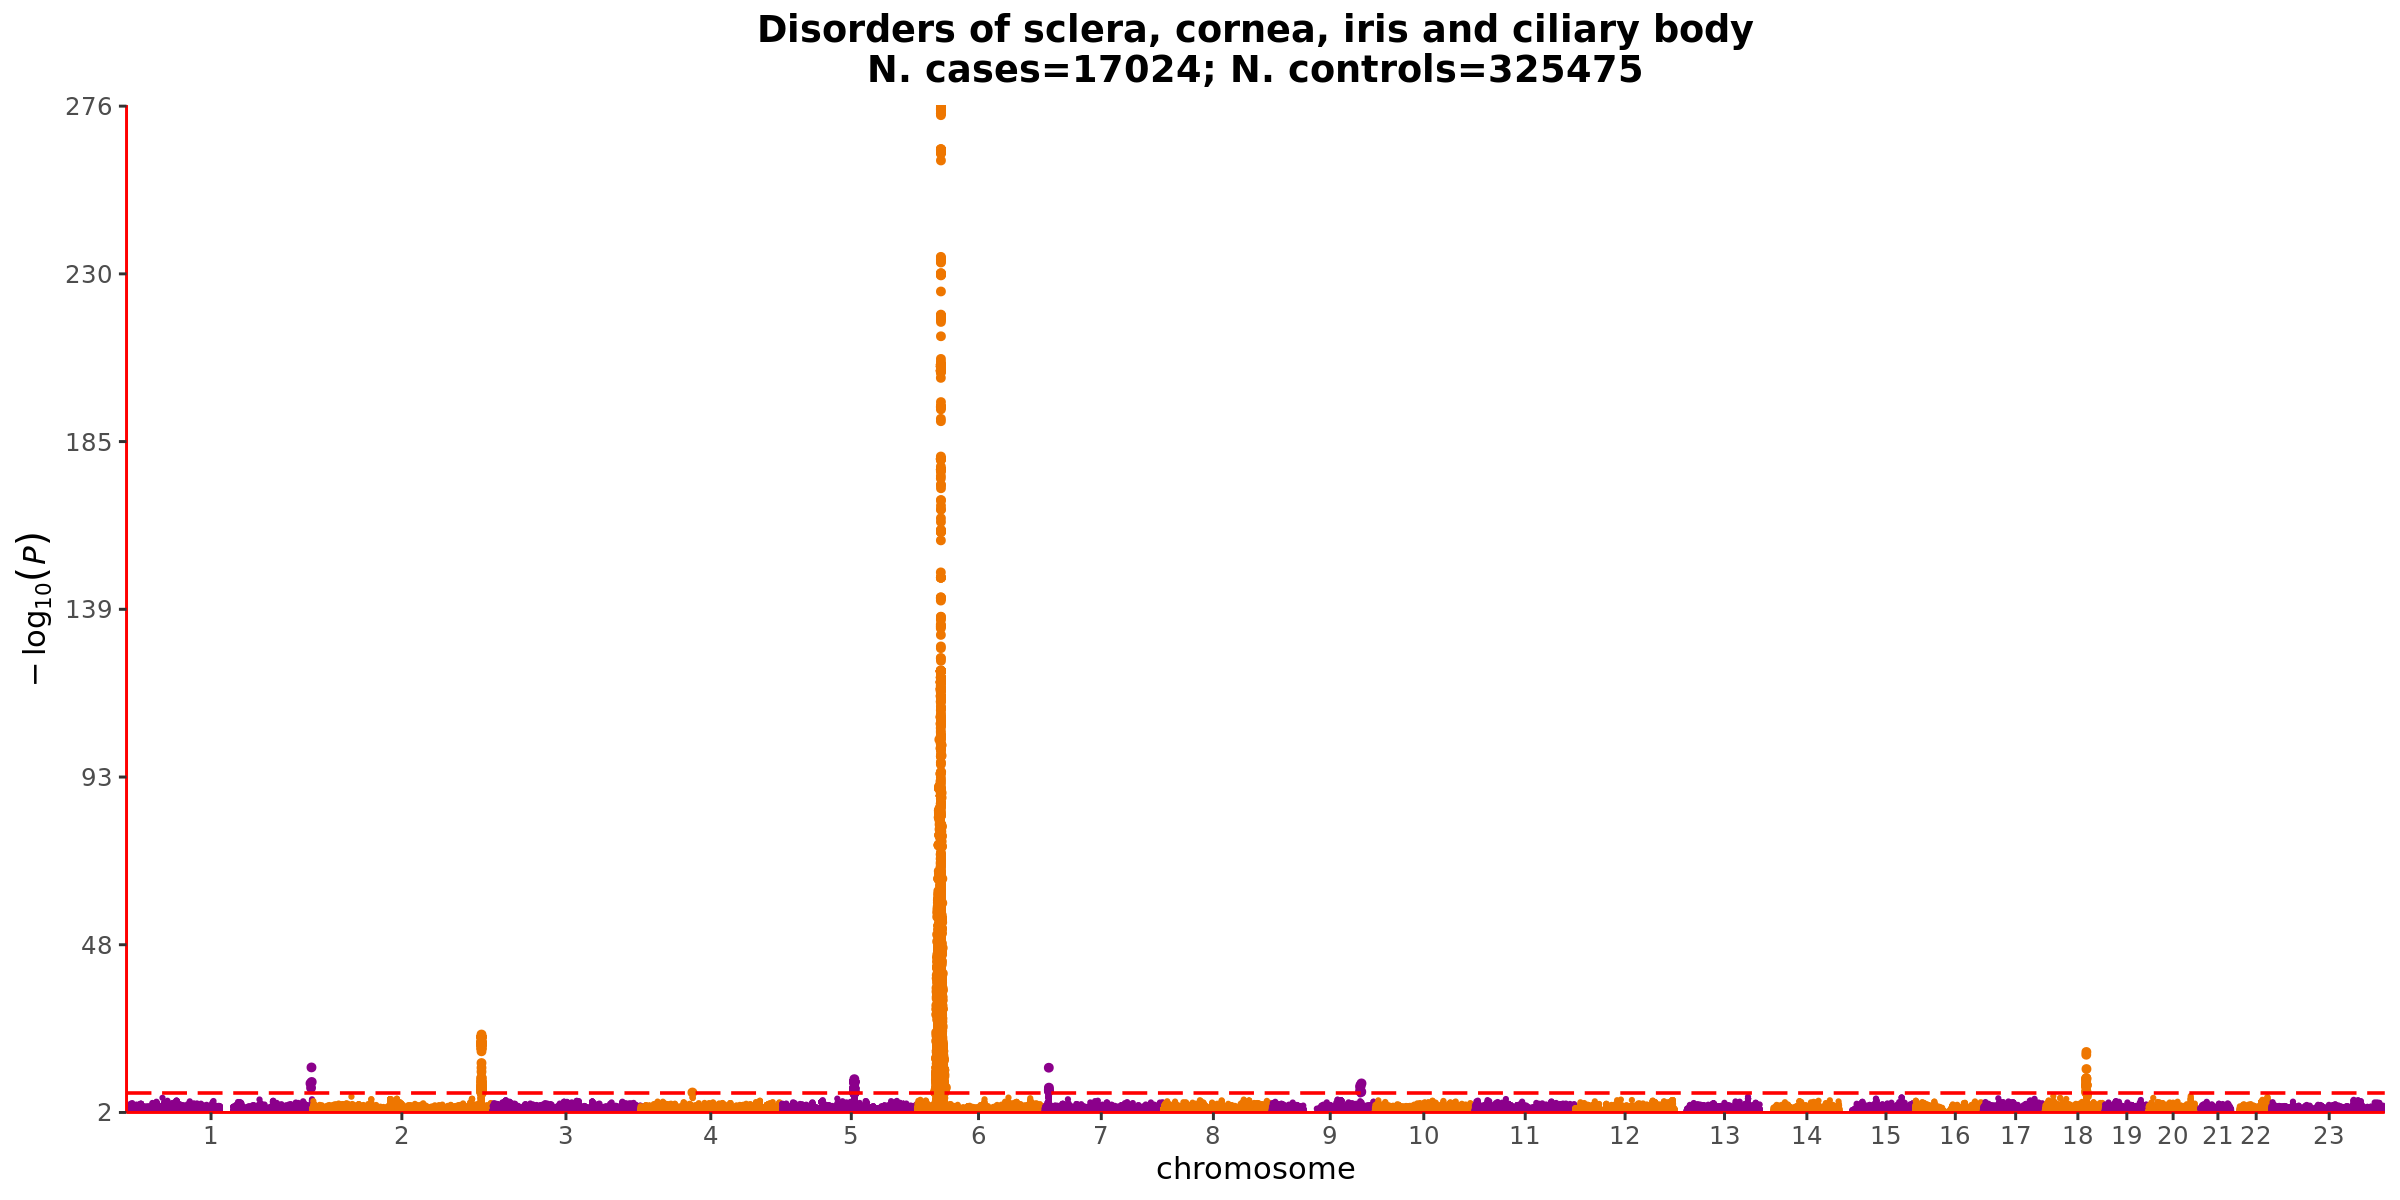 Disorders of sclera, cornea, iris and ciliary body
N. cases=17024; N. controls=325475
276
230
185
139
93
48
2
−log10(P)
1 2 3 4 5 6 7 8 9 10 11 12 13 14 15 16 17 18 19 20 21 22 23
chromosome